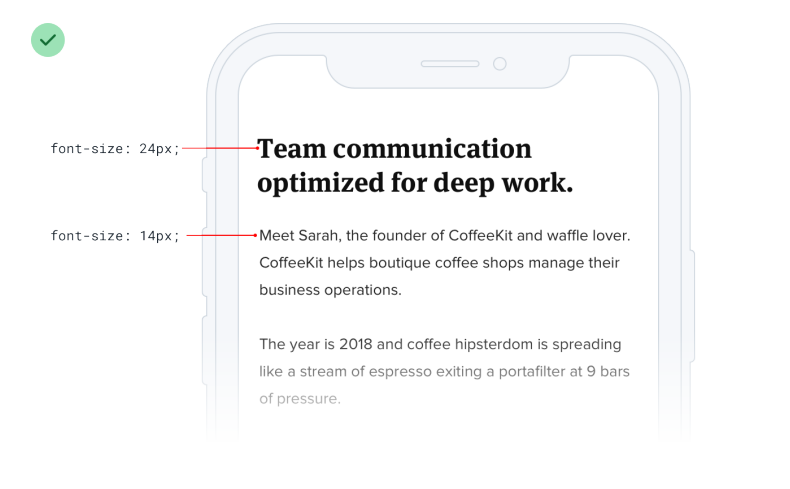 font-size: 24px;
Team communication
optimized for deep work.
font-size: 14px;
Meet Sarah, the founder of CoffeeKit and waffle lover.
CoffeeKit helps boutique coffee shops manage their
business operations.
The year is 2018 and coffee hipsterdom is spreading
like a stream of espresso exiting a portafilter at 9 bars
of pressure.